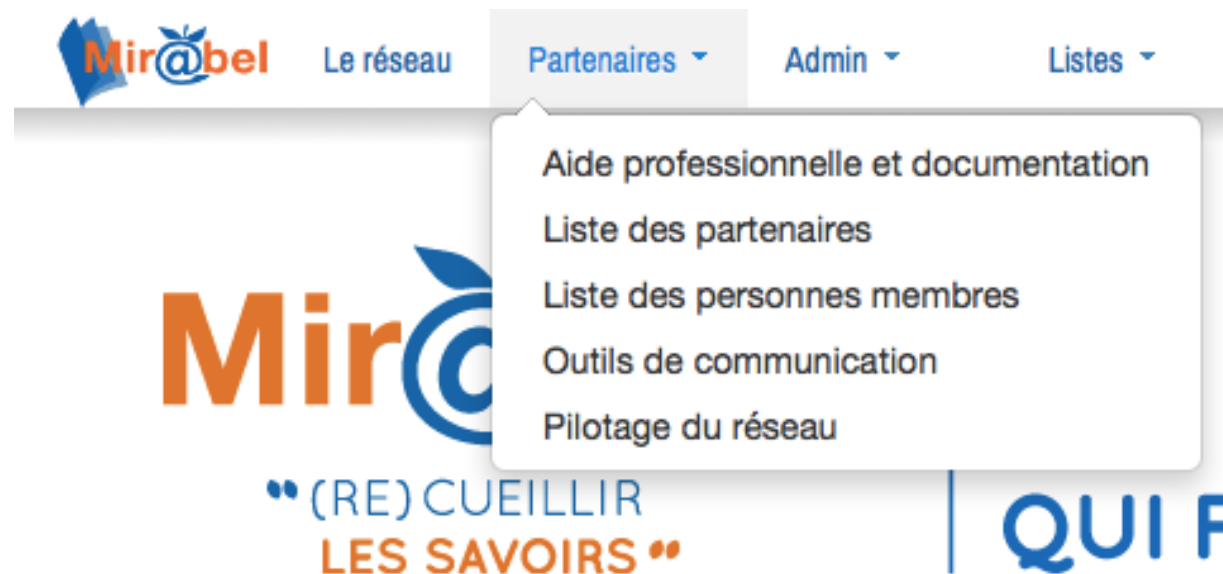 Mir@bel Le réseau Partenaires Admin Listes
Aide professionnelle et documentation
Liste des partenaires
Liste des personnes membres
Outils de communication
Pilotage du réseau
Mir@
“ (RE) CUEILLIR
LES SAVOIRS ”
QUI